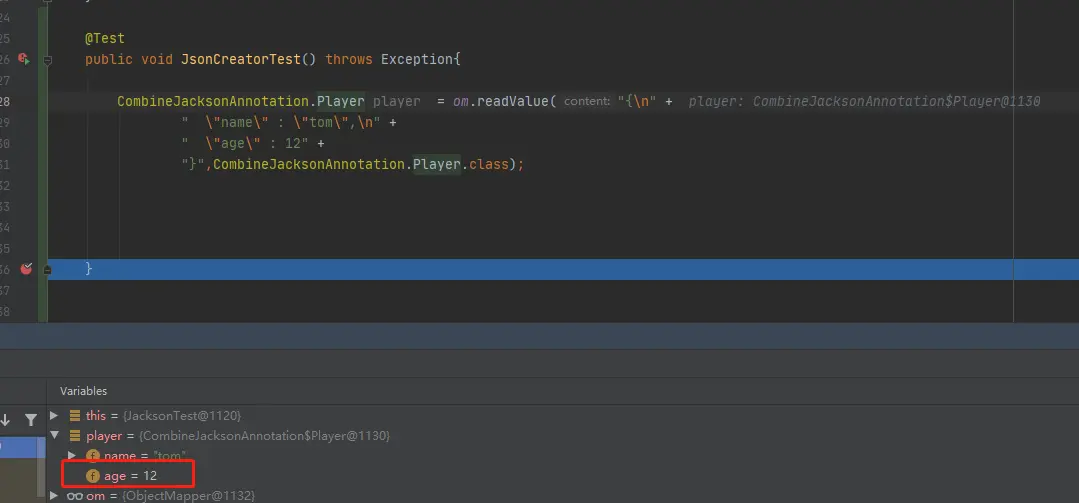 24
25 @Test
26 public void JsonCreatorTest() throws Exception{
27
28 CombineJacksonAnnotation.Player player = om.readValue( content: "{\n" + player: CombineJacksonAnnotation$Player@1130
29 " \"name\" : \"tom\",\n" +
30 " \"age\" : 12" +
31 "}",CombineJacksonAnnotation.Player.class);
32
33
34
35
36 }
37
38
Variables
this = {JacksonTest@1120}
player = {CombineJacksonAnnotation$Player@1130}
f name = "tom"
f age = 12
om = {ObjectMapper@1132}